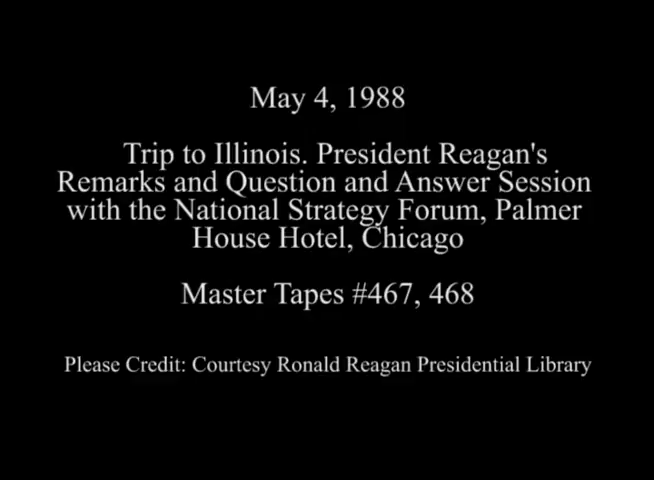 May 4, 1988
Trip to Illinois. President Reagan's
Remarks and Question and Answer Session
with the National Strategy Forum, Palmer
House Hotel, Chicago
Master Tapes #467, 468
Please Credit: Courtesy Ronald Reagan Presidential Library